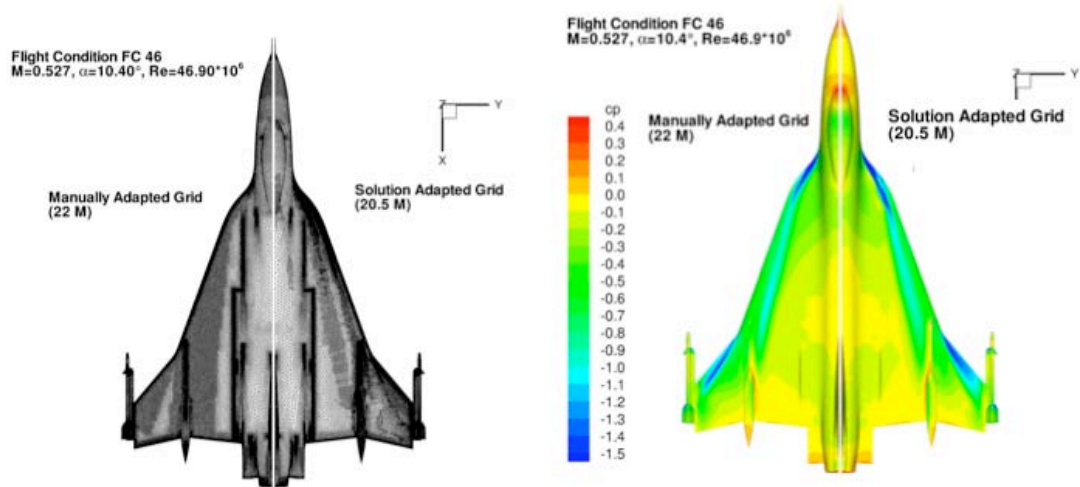 Flight Condition FC 46
M=0.527, α=10.40°, Re=46.90*10⁶
Z
Y
X
Manually Adapted Grid
(22 M)
Solution Adapted Grid
(20.5 M)
Flight Condition FC 46
M=0.527, α=10.4°, Re=46.9*10⁶
Z
Y
X
cp
0.4
0.3
0.2
0.1
0.0
-0.1
-0.2
-0.3
-0.4
-0.5
-0.6
-0.7
-0.8
-0.9
-1.0
-1.1
-1.2
-1.3
-1.4
-1.5
Manually Adapted Grid
(22 M)
Solution Adapted Grid
(20.5 M)